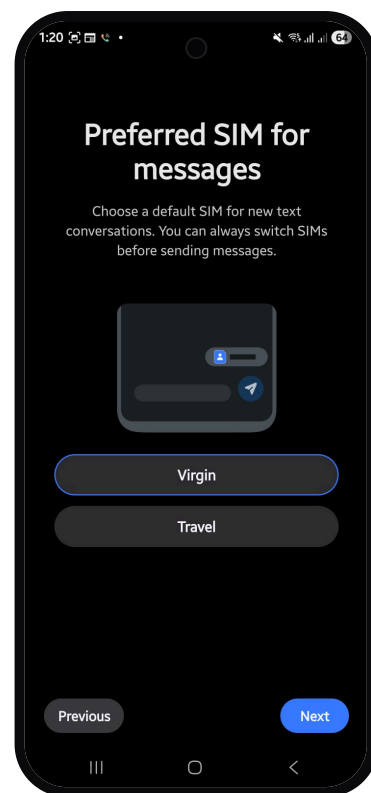 1:20
64
Preferred SIM for
messages
Choose a default SIM for new text
conversations. You can always switch SIMs
before sending messages.
Virgin
Travel
Previous
Next